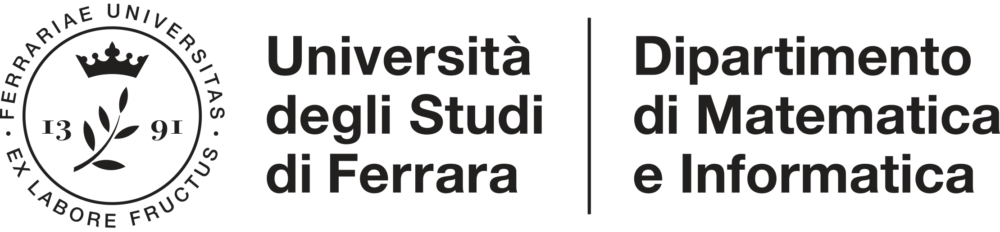 FERRARIAE UNIVERSITAS
13 91
· EX LABORE FRUCTUS ·
Università
degli Studi
di Ferrara
Dipartimento
di Matematica
e Informatica